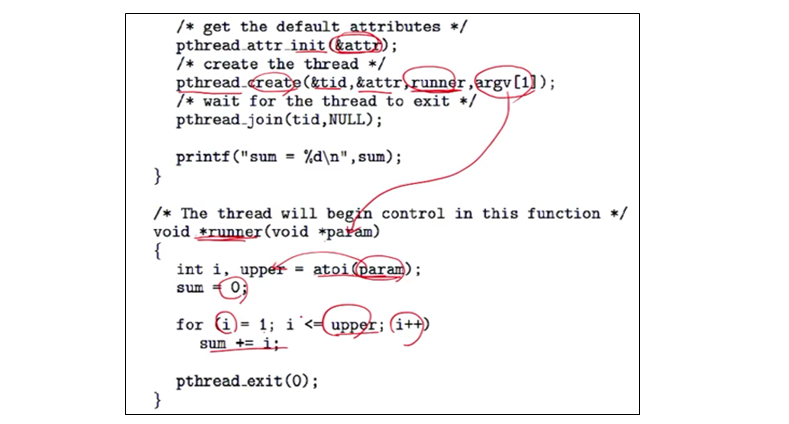 /* get the default attributes */
pthread_attr_init(&attr);
/* create the thread */
pthread_create(&tid,&attr,runner,argv[1]);
/* wait for the thread to exit */
pthread_join(tid,NULL);
printf("sum = %d\n",sum);
}
/* The thread will begin control in this function */
void *runner(void *param)
{
int i, upper = atoi(param);
sum = 0;
for (i = 1; i <= upper; i++)
sum += i;
pthread_exit(0);
}